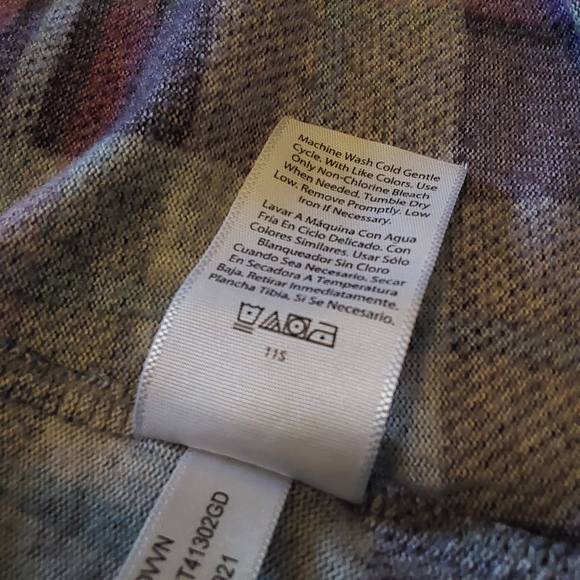 Machine Wash Cold Gentle
Cycle. With Like Colors. Use
Only Non-Chlorine Bleach
When Needed. Tumble Dry
Low. Remove Promptly. Low
Iron If Necessary.
Lavar A Máquina Con Agua
Fría En Ciclo Delicado. Con
Colores Similares. Usar Sólo
Blanqueador Sin Cloro
Cuando Sea Necesario. Secar
En Secadora A Temperatura
Baja. Retirar Inmediatamente.
Plancha Tibia. Si Se Necesario.
11S
T41302GD